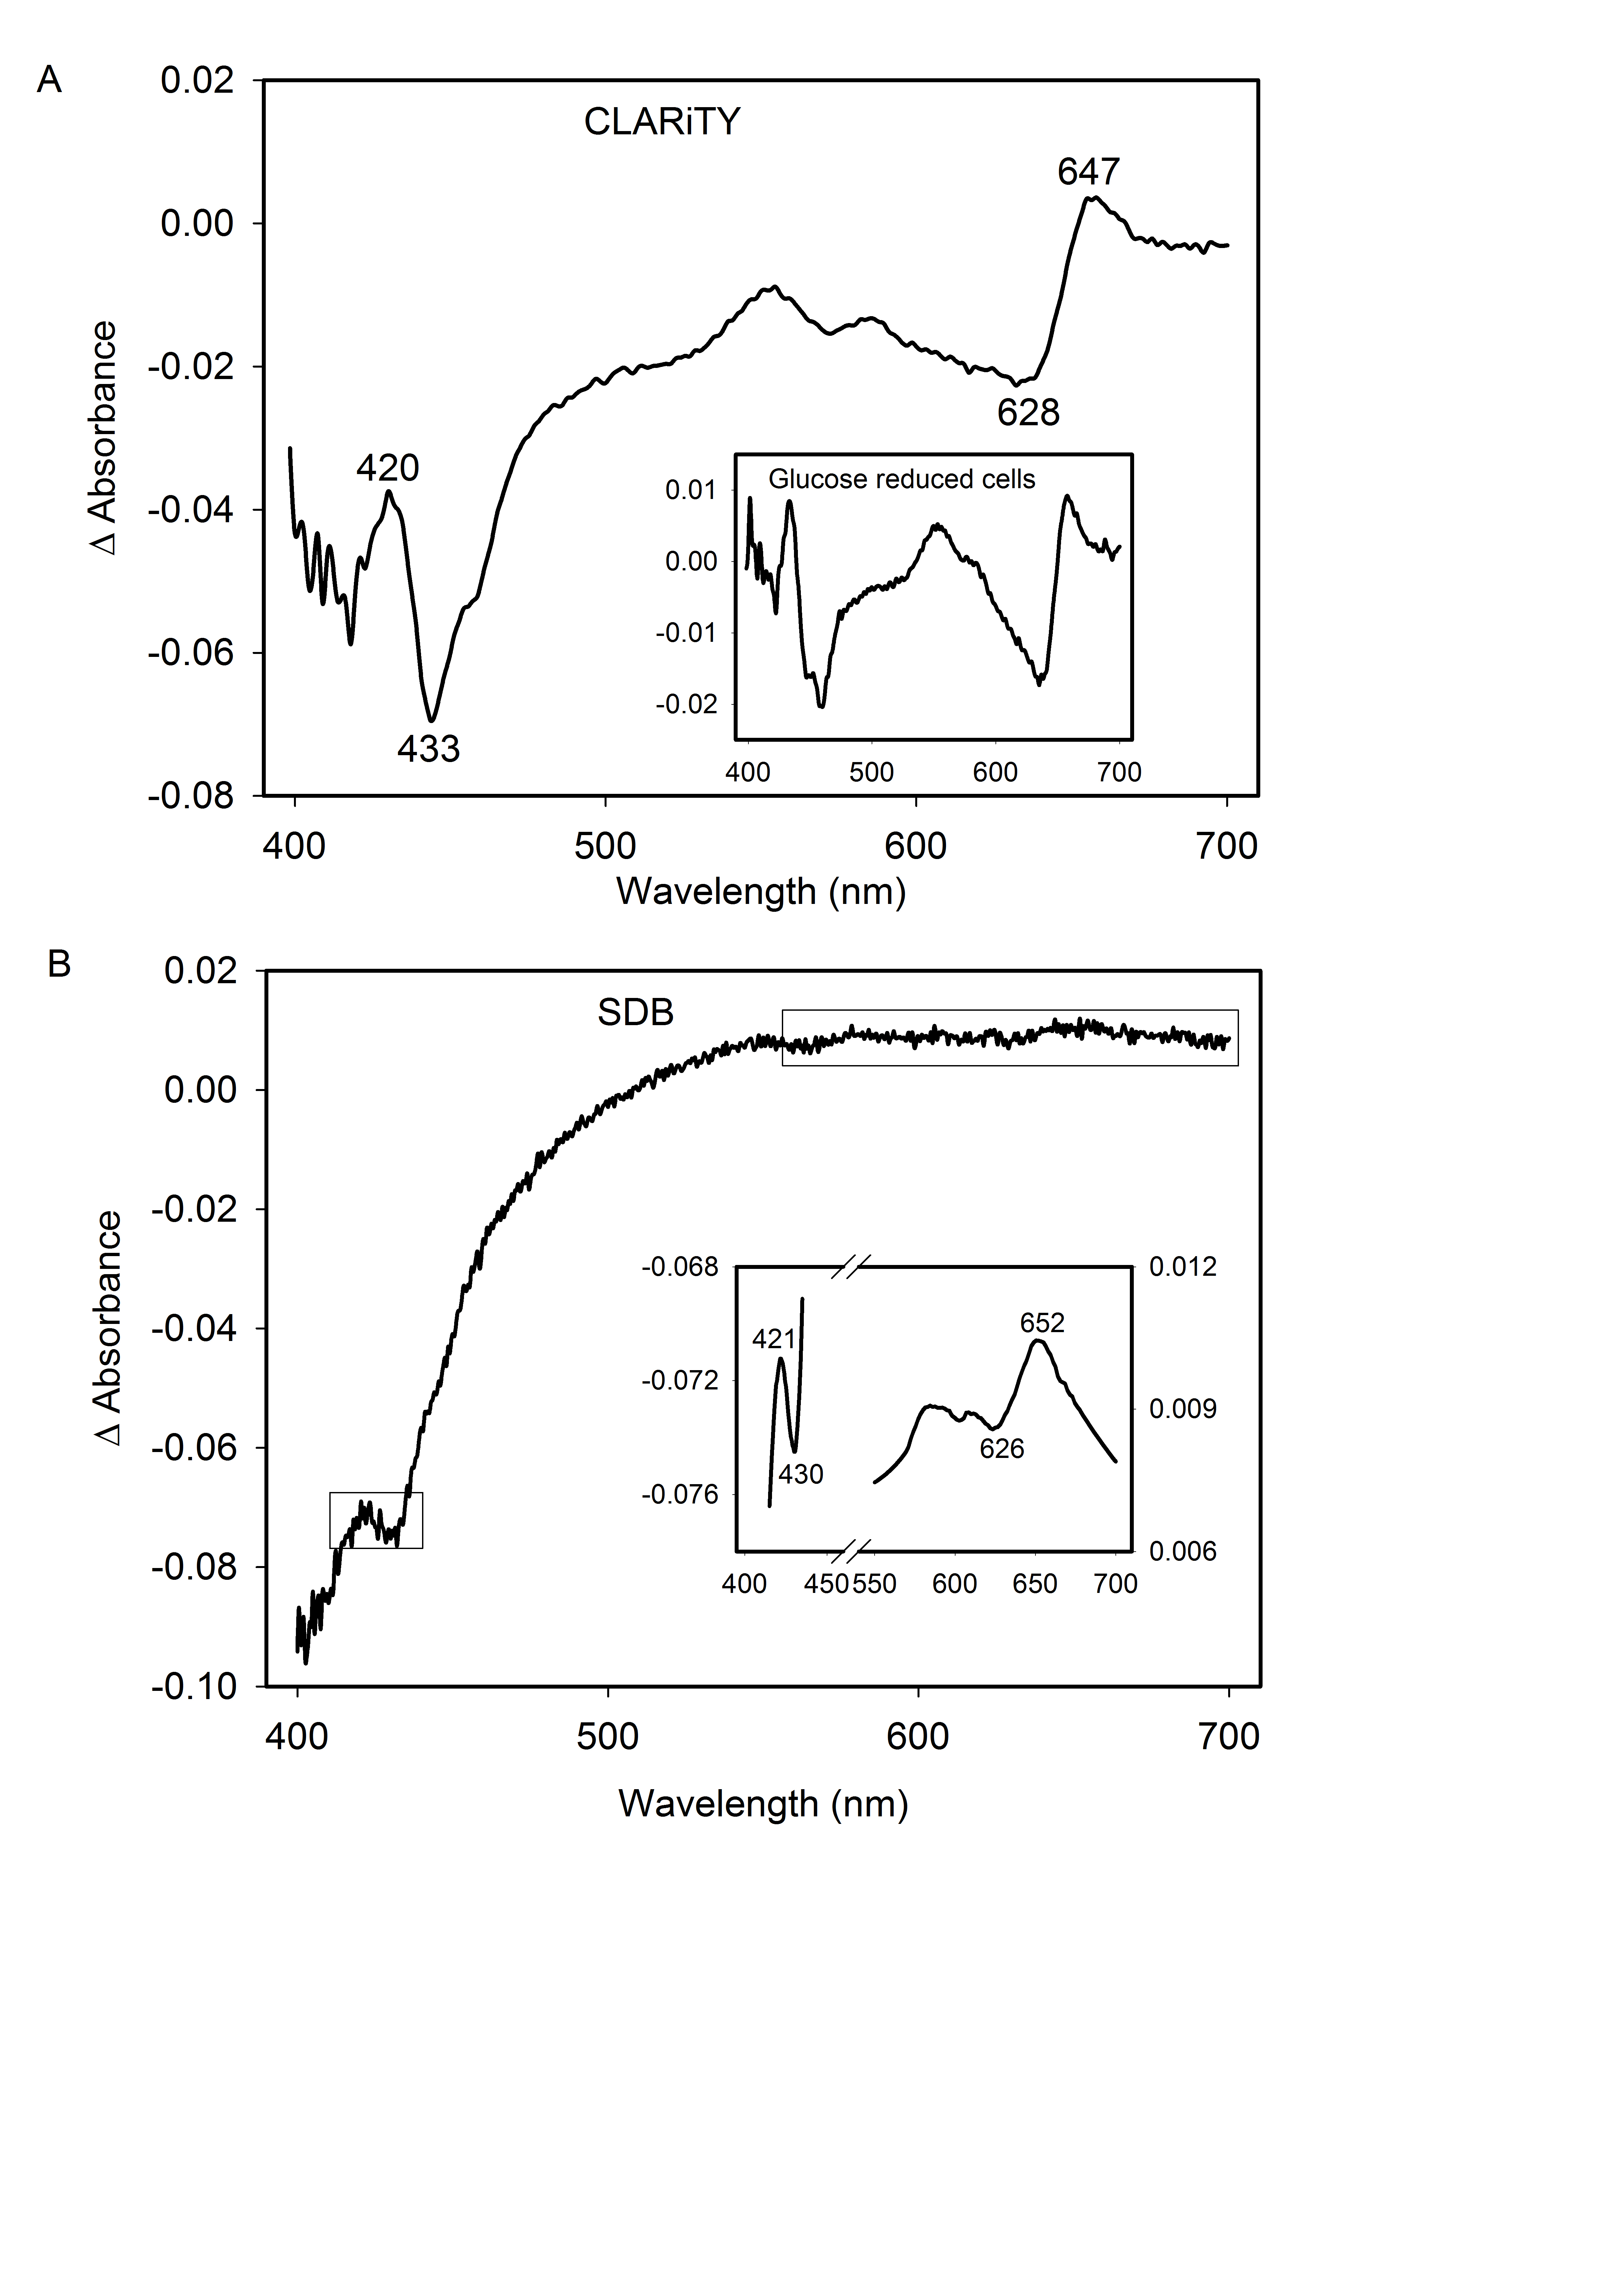 A
CLARiTY
0.02
0.00
-0.02
-0.04
-0.06
-0.08
Δ Absorbance
647
420
628
433
Glucose reduced cells
0.01
0.00
-0.01
-0.02
400 500 600 700
400 500 600 700
Wavelength (nm)
B
SDB
0.02
0.00
-0.02
-0.04
-0.06
-0.08
-0.10
Δ Absorbance
-0.068
-0.072
-0.076
0.012
0.009
0.006
421
652
430
626
400 450 550 600 650 700
400 500 600 700
Wavelength (nm)